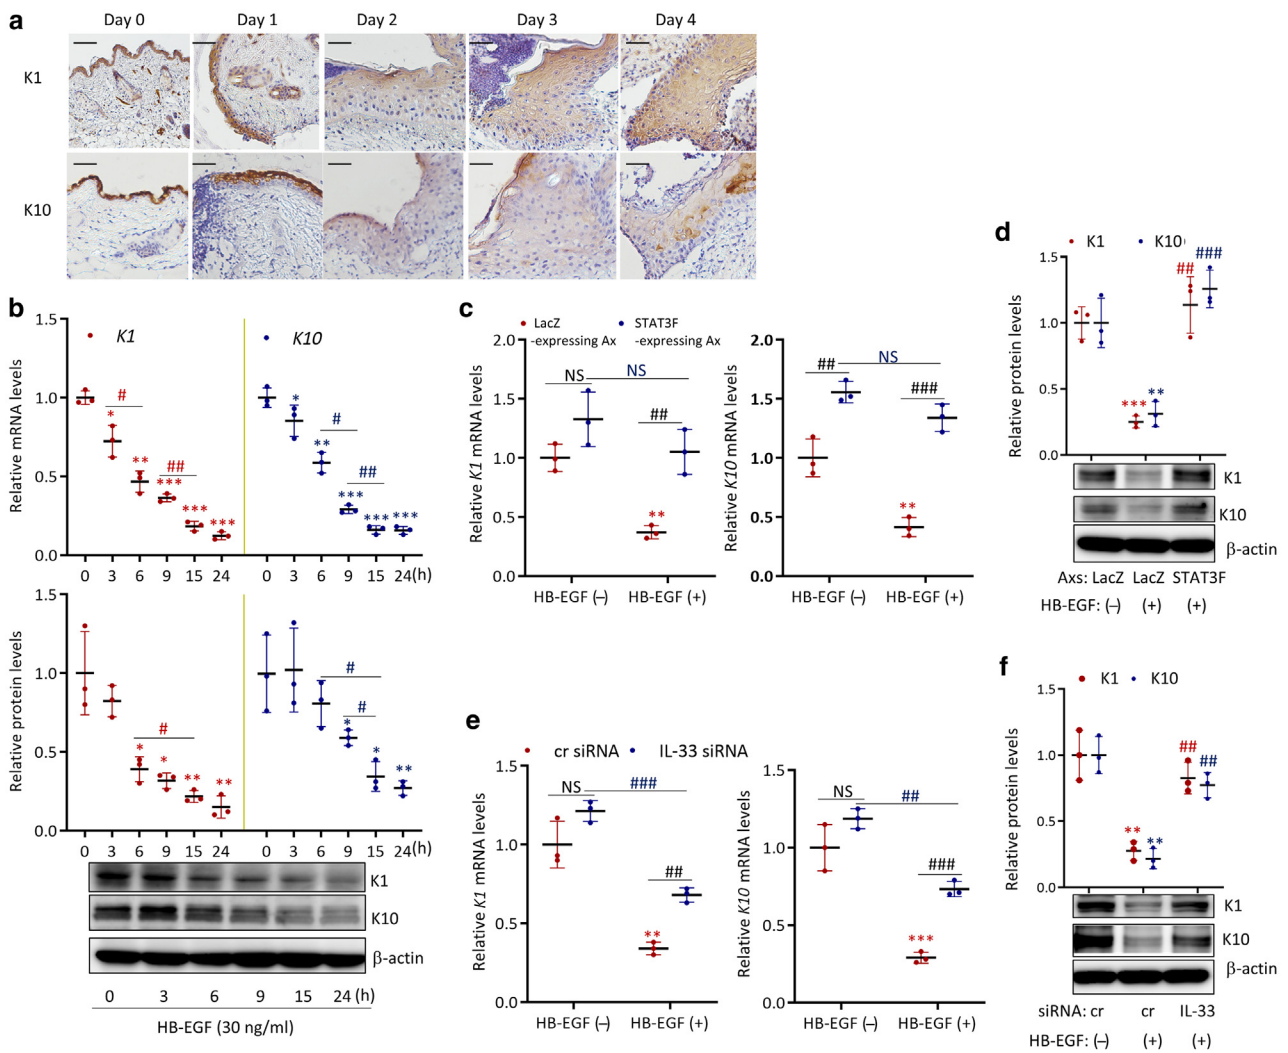 a
Day 0 Day 1 Day 2 Day 3 Day 4
K1
K10
b
1.5
1.0
0.5
0.0
Relative mRNA levels
K1 K10
# ## # ##
* ** *** *** ***
* ** *** *** ***
0 3 6 9 15 24 0 3 6 9 15 24 (h)
1.5
1.0
0.5
0.0
Relative protein levels
# # #
* * ** **
* * **
0 3 6 9 15 24 0 3 6 9 15 24 (h)
K1
K10
β-actin
0 3 6 9 15 24 (h)
HB-EGF (30 ng/ml)
c
LacZ
-expressing Ax
STAT3F
-expressing Ax
2.0
1.5
1.0
0.5
0.0
Relative K1 mRNA levels
NS NS
##
**
HB-EGF (–) HB-EGF (+)
2.0
1.5
1.0
0.5
0.0
Relative K10 mRNA levels
## NS
###
**
HB-EGF (–) HB-EGF (+)
d
K1 K10
1.5
1.0
0.5
0.0
Relative protein levels
## ###
*** **
K1
K10
β-actin
Axs: LacZ LacZ STAT3F
HB-EGF: (–) (+) (+)
e
cr siRNA IL-33 siRNA
1.5
1.0
0.5
0.0
Relative K1 mRNA levels
NS ###
##
**
HB-EGF (–) HB-EGF (+)
1.5
1.0
0.5
0.0
Relative K10 mRNA levels
NS ##
###
***
HB-EGF (–) HB-EGF (+)
f
K1 K10
1.5
1.0
0.5
0.0
Relative protein levels
## ##
** **
K1
K10
β-actin
siRNA: cr cr IL-33
HB-EGF: (–) (+) (+)